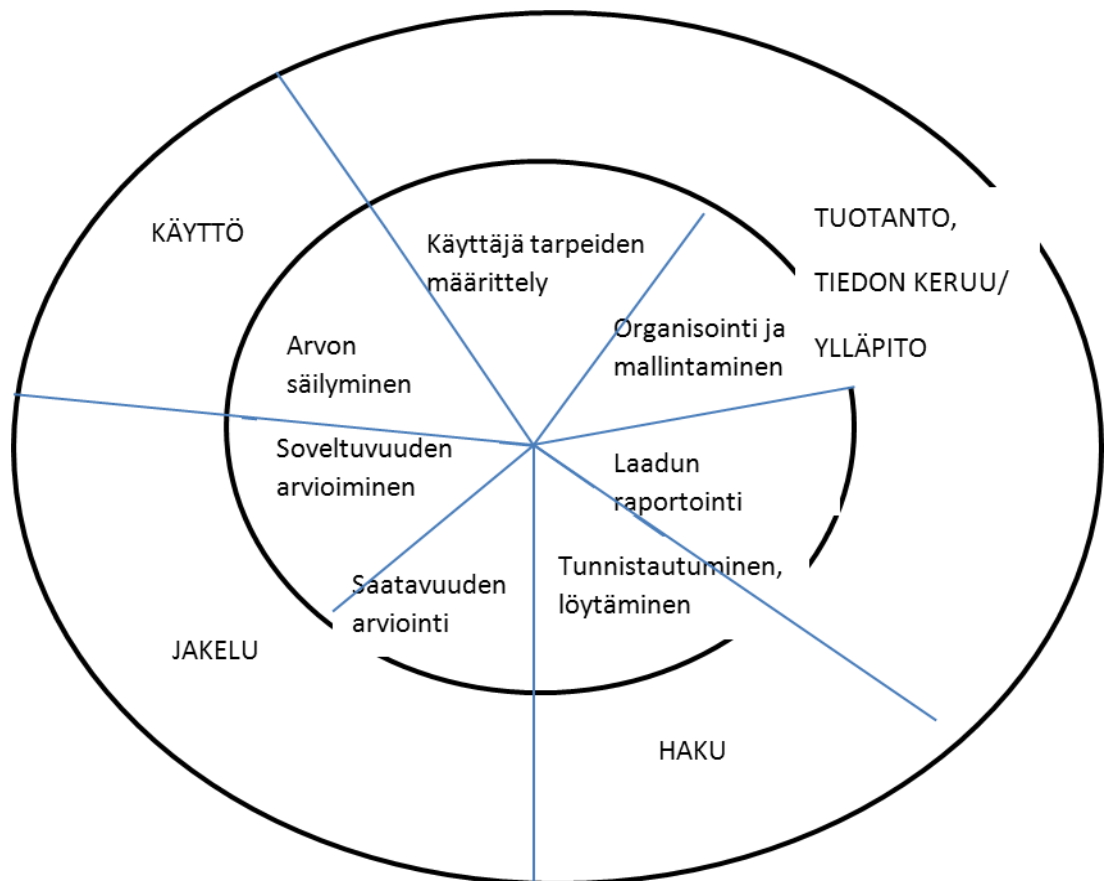 KÄYTTÖ
TUOTANTO,
TIEDON KERUU/
YLLÄPITO
Käyttäjä tarpeiden
määrittely
Organisointi ja
mallintaminen
Arvon
säilyminen
Soveltuvuuden
arvioiminen
Laadun
raportointi
Saatavuuden
arviointi
Tunnistautuminen,
löytäminen
JAKELU
HAKU